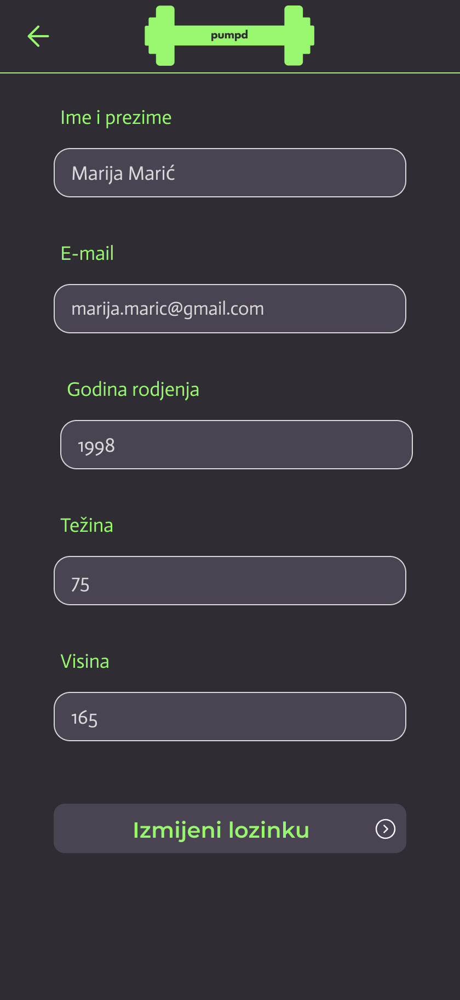 pumpd
Ime i prezime
Marija Marić
E-mail
marija.maric@gmail.com
Godina rodjenja
1998
Težina
75
Visina
165
Izmijeni lozinku